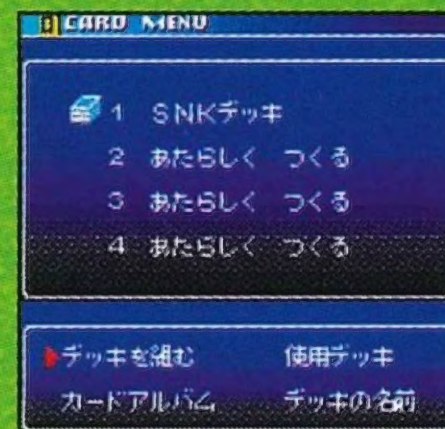 CARD MENU
1 SNKデッキ
2 あたらしく つくる
3 あたらしく つくる
4 あたらしく つくる
デッキを組む 使用デッキ
カードアルバム デッキの名前